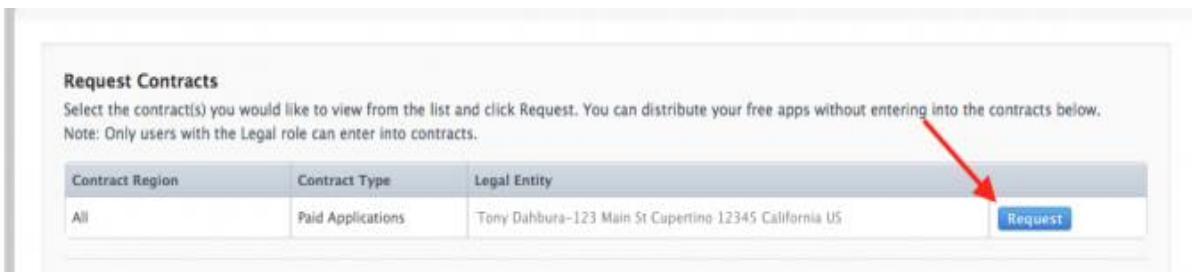 Request Contracts
Select the contract(s) you would like to view from the list and click Request. You can distribute your free apps without entering into the contracts below.
Note: Only users with the Legal role can enter into contracts.
Contract Region Contract Type Legal Entity
All Paid Applications Tony Dahbura-123 Main St Cupertino 12345 California US Request